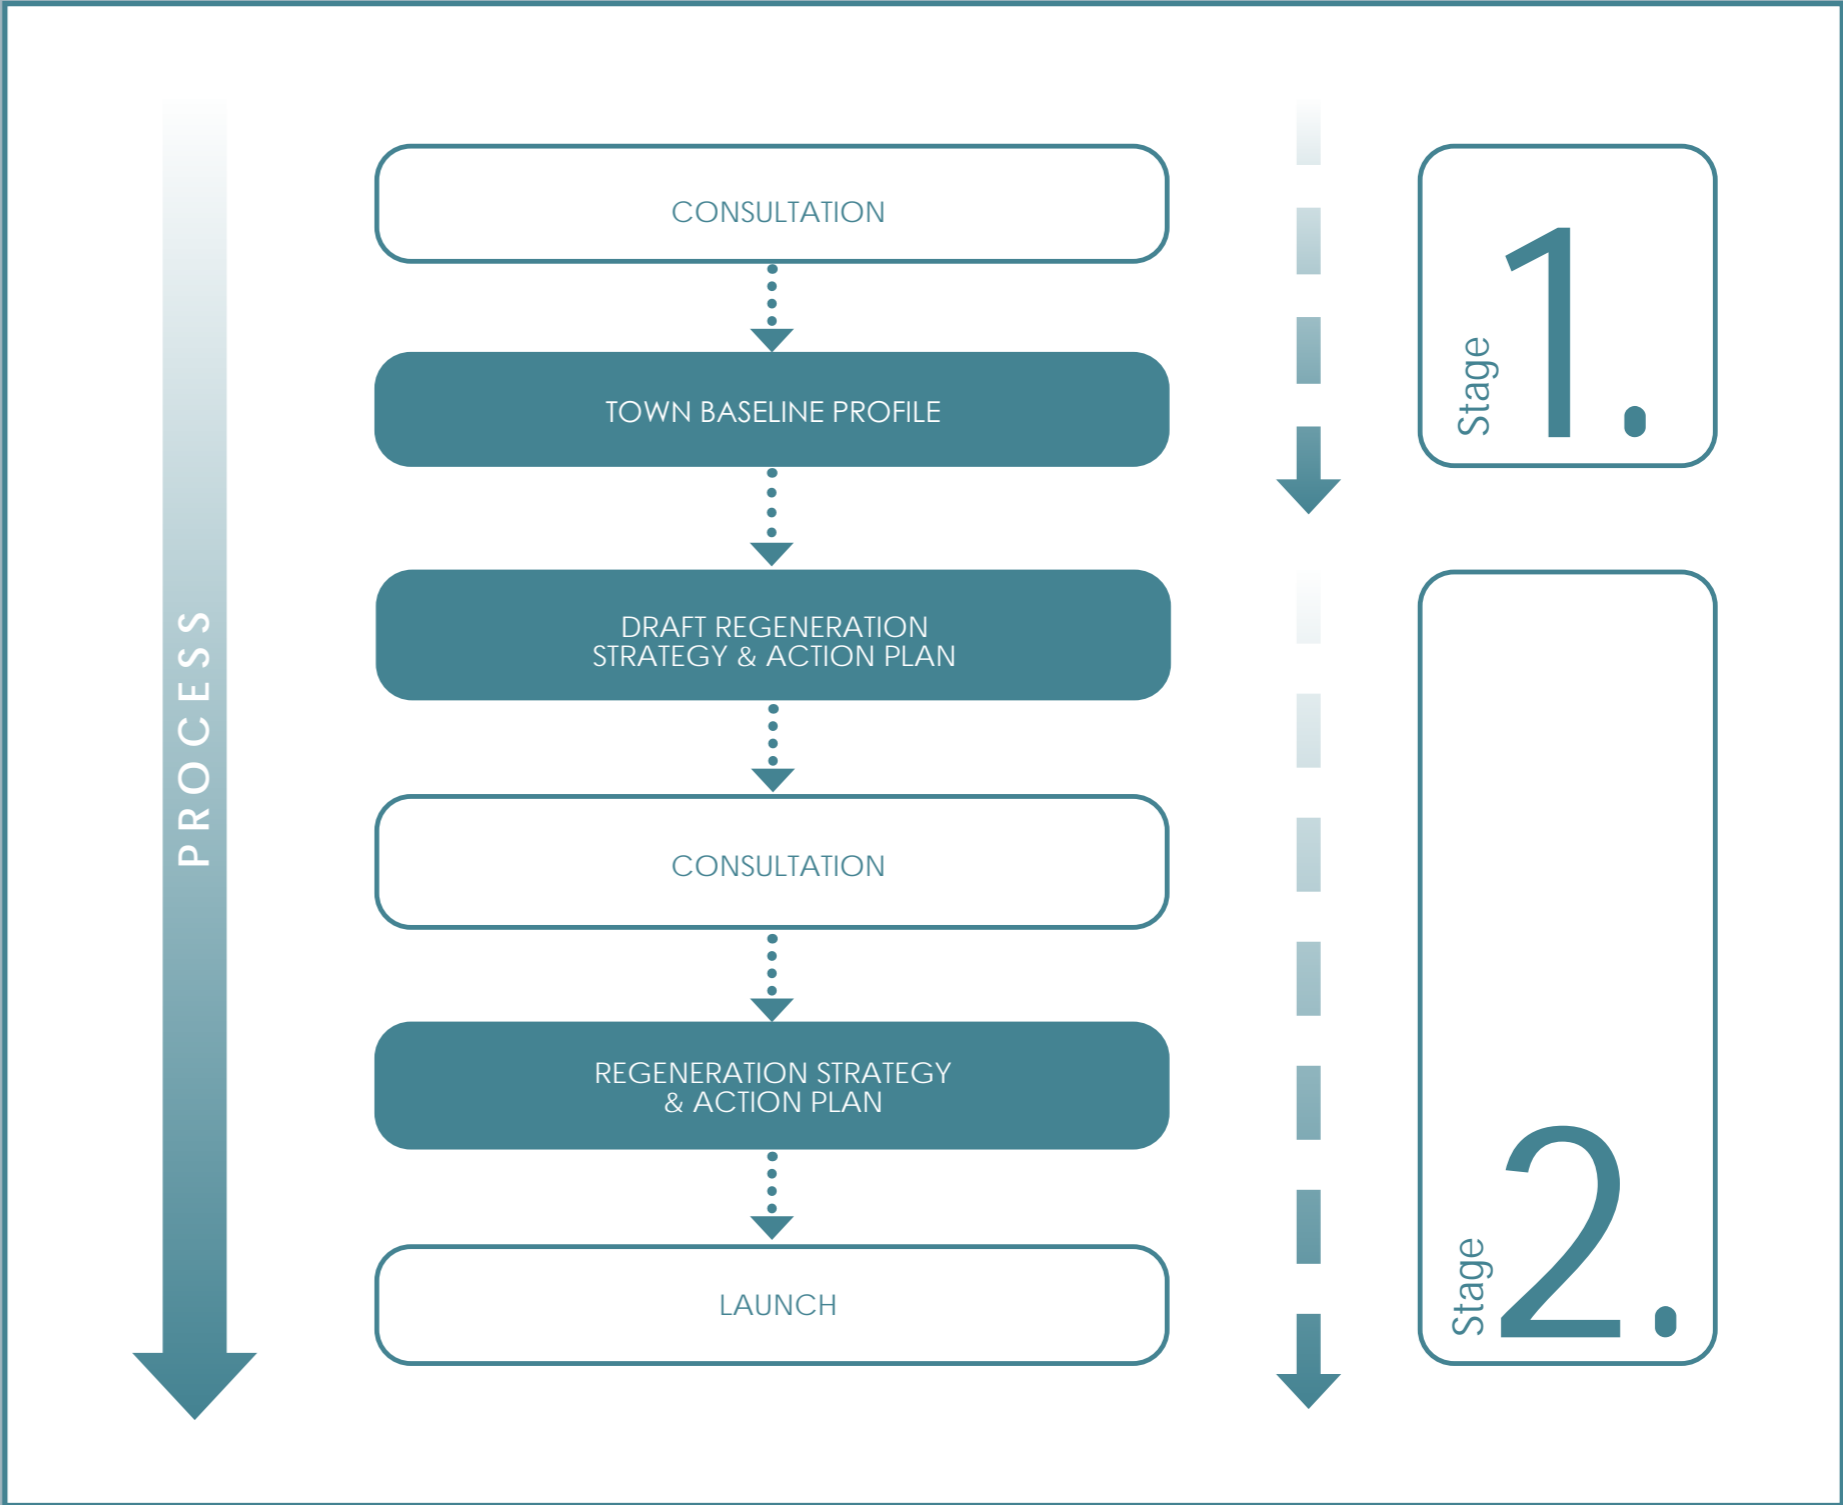 PROCESS
CONSULTATION
TOWN BASELINE PROFILE
DRAFT REGENERATION
STRATEGY & ACTION PLAN
CONSULTATION
REGENERATION STRATEGY
& ACTION PLAN
LAUNCH
Stage 1.
Stage 2.